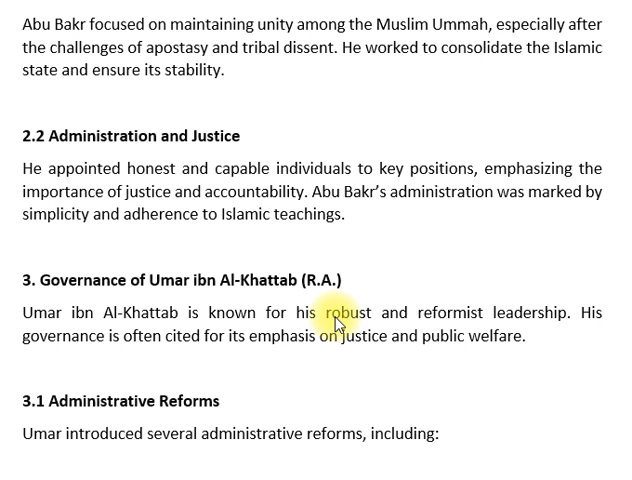 Abu Bakr focused on maintaining unity among the Muslim Ummah, especially after
the challenges of apostasy and tribal dissent. He worked to consolidate the Islamic
state and ensure its stability.
2.2 Administration and Justice
He appointed honest and capable individuals to key positions, emphasizing the
importance of justice and accountability. Abu Bakr’s administration was marked by
simplicity and adherence to Islamic teachings.
3. Governance of Umar ibn Al-Khattab (R.A.)
Umar ibn Al-Khattab is known for his robust and reformist leadership. His
governance is often cited for its emphasis on justice and public welfare.
3.1 Administrative Reforms
Umar introduced several administrative reforms, including: